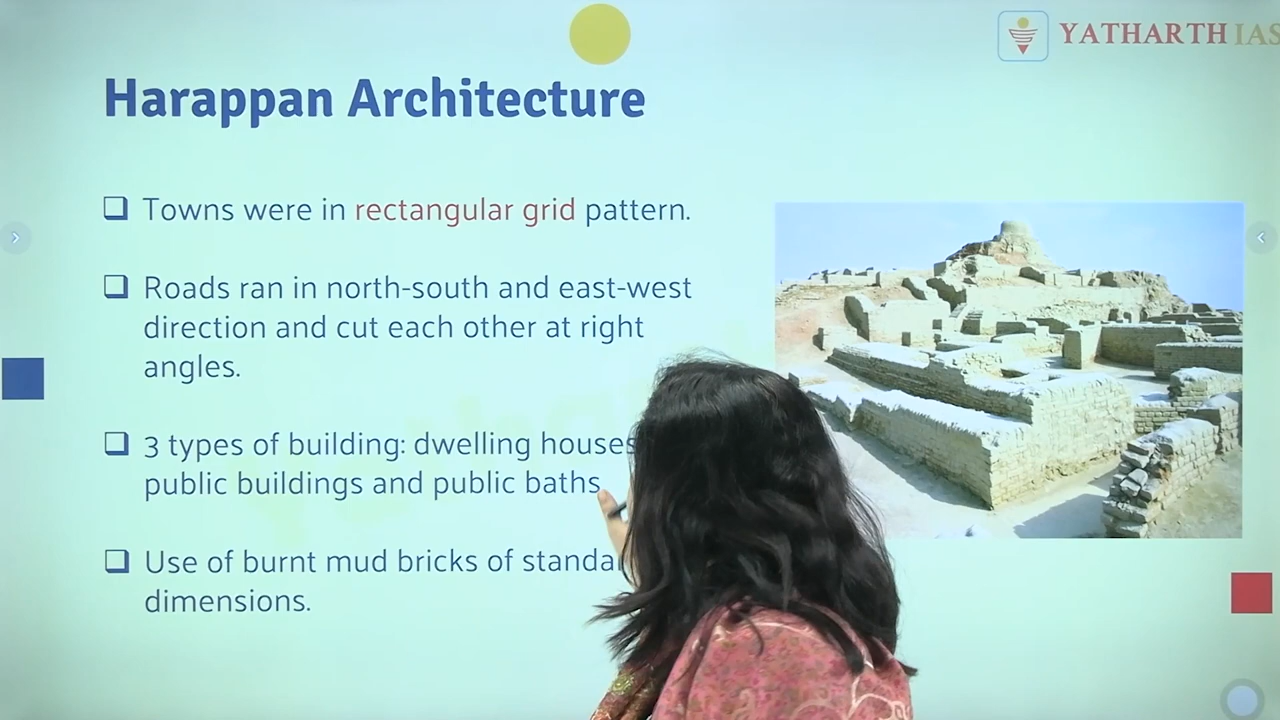 YATHARTH IAS
Harappan Architecture
Towns were in rectangular grid pattern.
Roads ran in north-south and east-west
direction and cut each other at right
angles.
3 types of building: dwelling houses
public buildings and public baths
Use of burnt mud bricks of
dimensions.